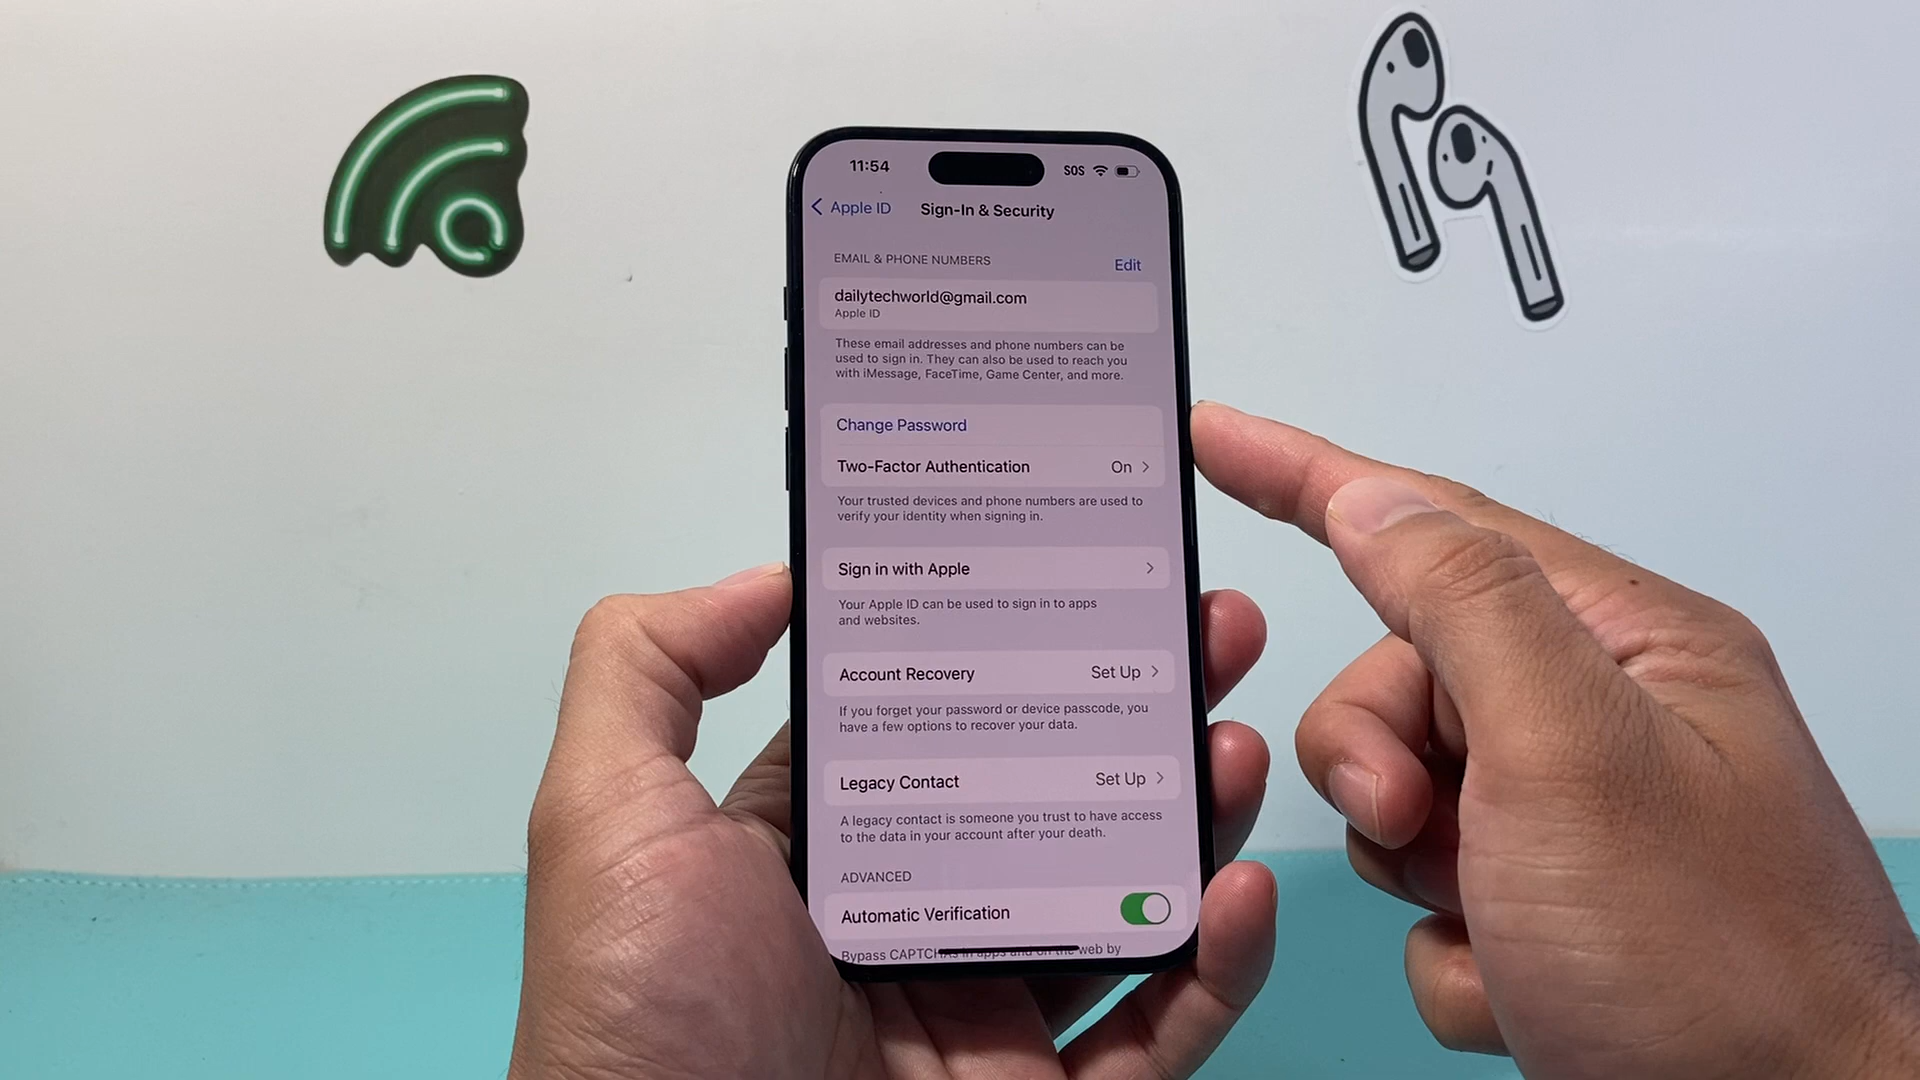 11:54
SOS
Apple ID
Sign-In & Security
EMAIL & PHONE NUMBERS
Edit
dailytechworld@gmail.com
Apple ID
These email addresses and phone numbers can be
used to sign in. They can also be used to reach you
with iMessage, FaceTime, Game Center, and more.
Change Password
Two-Factor Authentication On
Your trusted devices and phone numbers are used to
verify your identity when signing in.
Sign in with Apple
Your Apple ID can be used to sign in to apps
and websites.
Account Recovery Set Up
If you forget your password or device passcode, you
have a few options to recover your data.
Legacy Contact Set Up
A legacy contact is someone you trust to have access
to the data in your account after your death.
ADVANCED
Automatic Verification
Bypass CAPTCHAs in apps and on the web by